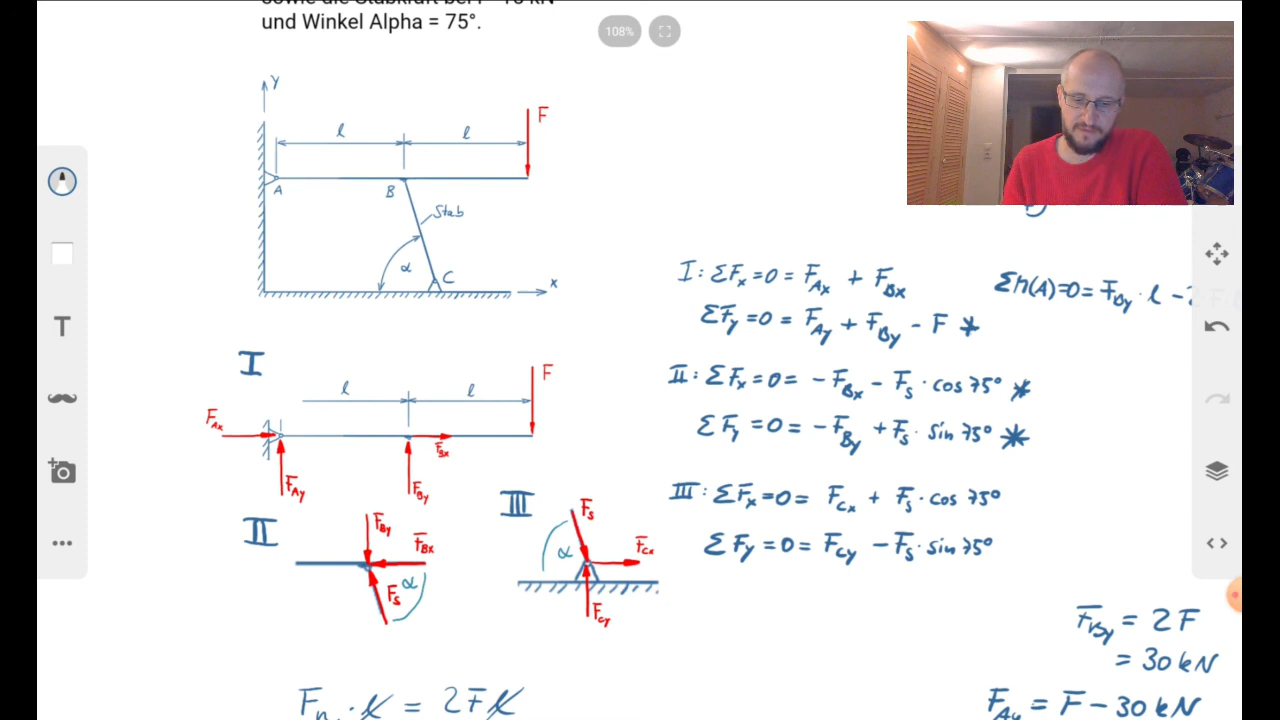 und Winkel Alpha = 75°.
108%
y
l l F
A B
Stab
α C x
I
l l F
F_Ax
F_Bx
F_Ay F_By
II
F_By
F_Bx
F_S α
III
F_S
α F_Cx
F_Cy
I: ΣF_x = 0 = F_Ax + F_Bx
ΣF_y = 0 = F_Ay + F_By - F *
ΣM(A) = 0 = F_By · l - 2
II: ΣF_x = 0 = - F_Bx - F_S · cos 75° *
ΣF_y = 0 = - F_By + F_S · sin 75° *
III: ΣF_x = 0 = F_Cx + F_S · cos 75°
ΣF_y = 0 = F_Cy - F_S · sin 75°
F_By = 2F
= 30 kN
F_Ay = F - 30 kN
· l = 2F l
T